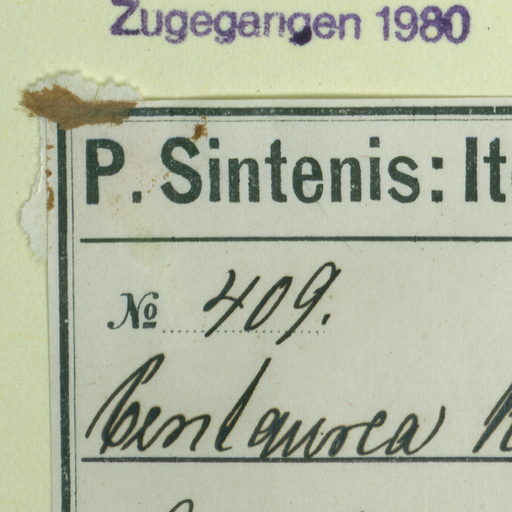 Zugegangen 1980
P. Sintenis: It
№ 409.
Centaurea